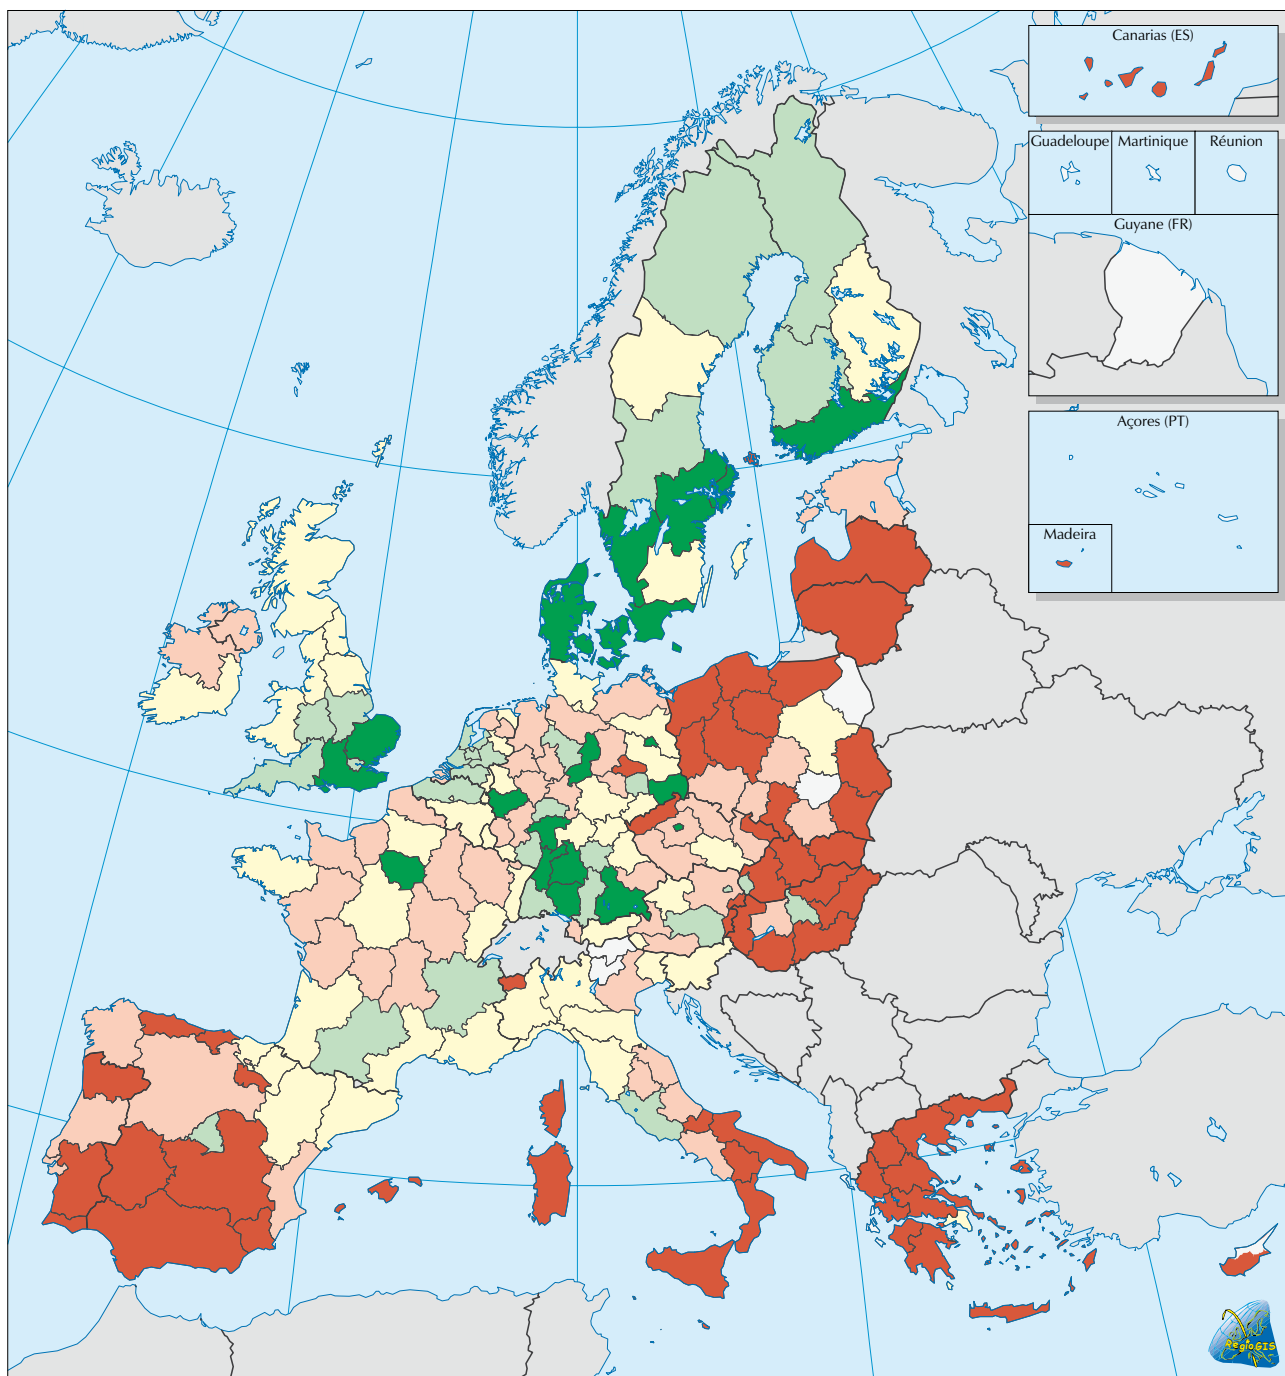 Canarias (ES)
Guadeloupe
Martinique
Réunion
Guyane (FR)
Açores (PT)
Madeira
RegioGIS